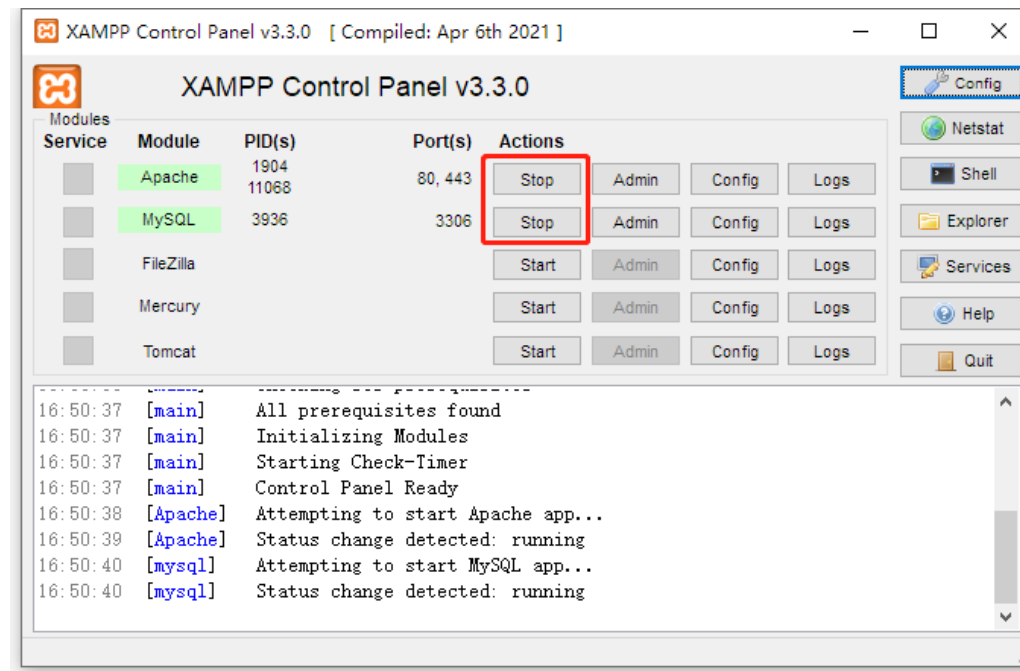 XAMPP Control Panel v3.3.0 [ Compiled: Apr 6th 2021 ]
XAMPP Control Panel v3.3.0
Config
Modules
Netstat
Service Module PID(s) Port(s) Actions
Apache 1904 11068 80, 443 Stop Admin Config Logs
Shell
MySQL 3936 3306 Stop Admin Config Logs
Explorer
FileZilla Start Admin Config Logs
Services
Mercury Start Admin Config Logs
Help
Tomcat Start Admin Config Logs
Quit
16:50:37 [main] All prerequisites found
16:50:37 [main] Initializing Modules
16:50:37 [main] Starting Check-Timer
16:50:37 [main] Control Panel Ready
16:50:38 [Apache] Attempting to start Apache app...
16:50:39 [Apache] Status change detected: running
16:50:40 [mysql] Attempting to start MySQL app...
16:50:40 [mysql] Status change detected: running